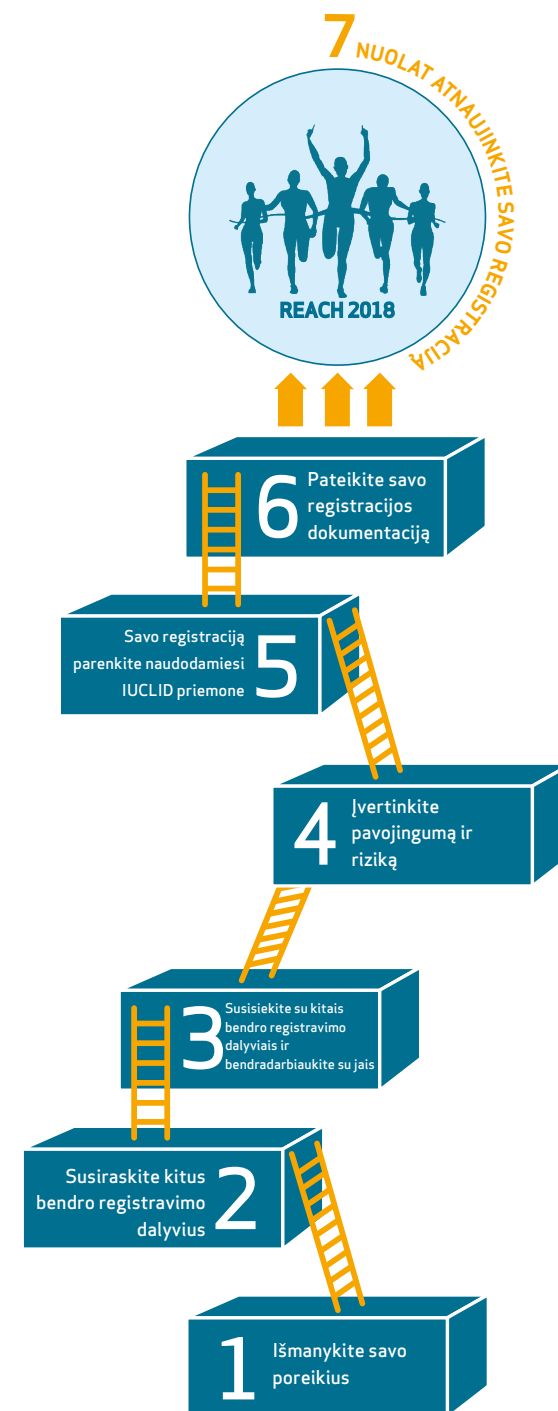 7 NUOLAT ATNAUJINKITE SAVO REGISTRACIJĄ
REACH 2018
6
Pateikite savo
registracijos
dokumentaciją
Savo registraciją
parenkite naudodamiesi
IUCLID priemone
5
4
Įvertinkite
pavojingumą ir
riziką
3
Susisiekite su kitais
bendro registravimo
dalyviais ir
bendradarbiaukite su jais
Susiraskite kitus
bendro registravimo
dalyvius
2
1
Išmanykite savo
poreikius